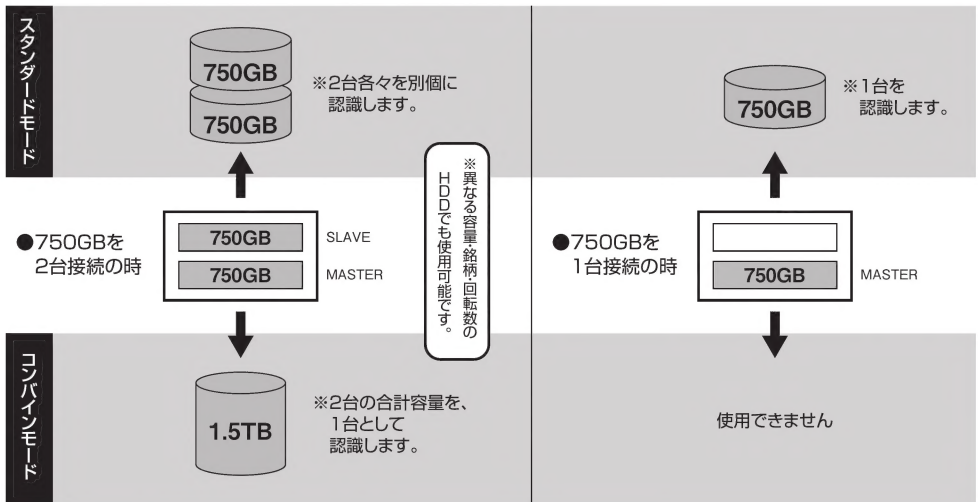 スタンダードモード
750GB
750GB
※2台各々を別個に
認識します。
750GB
※1台を
認識します。
●750GBを
2台接続の時
750GB
SLAVE
750GB
MASTER
※異なる容量・銘柄・回転数の
HDDでも使用可能です。
●750GBを
1台接続の時
750GB
MASTER
コンバインモード
1.5TB
※2台の合計容量を、
1台として
認識します。
使用できません